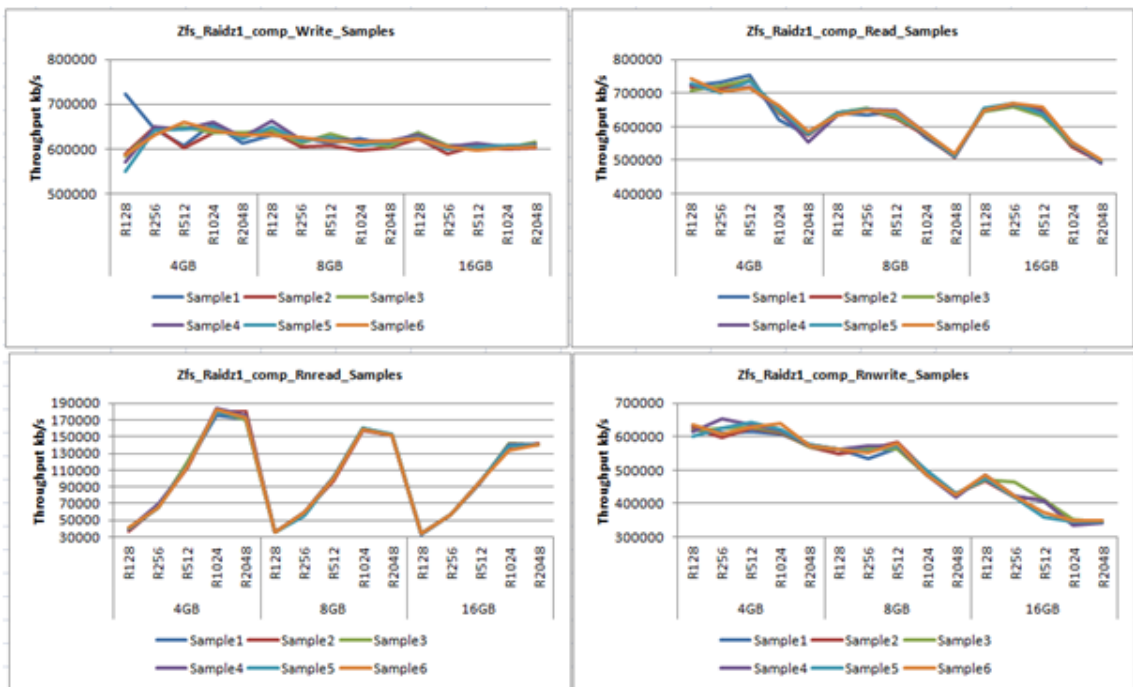 Zfs_Raidz1_comp_Write_Samples
Throughput kb/s
800000
700000
600000
500000
R128
R256
R512
R1024
R2048
R128
R256
R512
R1024
R2048
R128
R256
R512
R1024
R2048
4GB 8GB 16GB
Sample1 Sample2 Sample3
Sample4 Sample5 Sample6
Zfs_Raidz1_comp_Read_Samples
Throughput kb/s
800000
700000
600000
500000
400000
R128
R256
R512
R1024
R2048
R128
R256
R512
R1024
R2048
R128
R256
R512
R1024
R2048
4GB 8GB 16GB
Sample1 Sample2 Sample3
Sample4 Sample5 Sample6
Zfs_Raidz1_comp_Rnread_Samples
Throughput kb/s
190000
170000
150000
130000
110000
90000
70000
50000
30000
R128
R256
R512
R1024
R2048
R128
R256
R512
R1024
R2048
R128
R256
R512
R1024
R2048
4GB 8GB 16GB
Sample1 Sample2 Sample3
Sample4 Sample5 Sample6
Zfs_Raidz1_comp_Rnwrite_Samples
Throughput kb/s
700000
600000
500000
400000
300000
R128
R256
R512
R1024
R2048
R128
R256
R512
R1024
R2048
R128
R256
R512
R1024
R2048
4GB 8GB 16GB
Sample1 Sample2 Sample3
Sample4 Sample5 Sample6